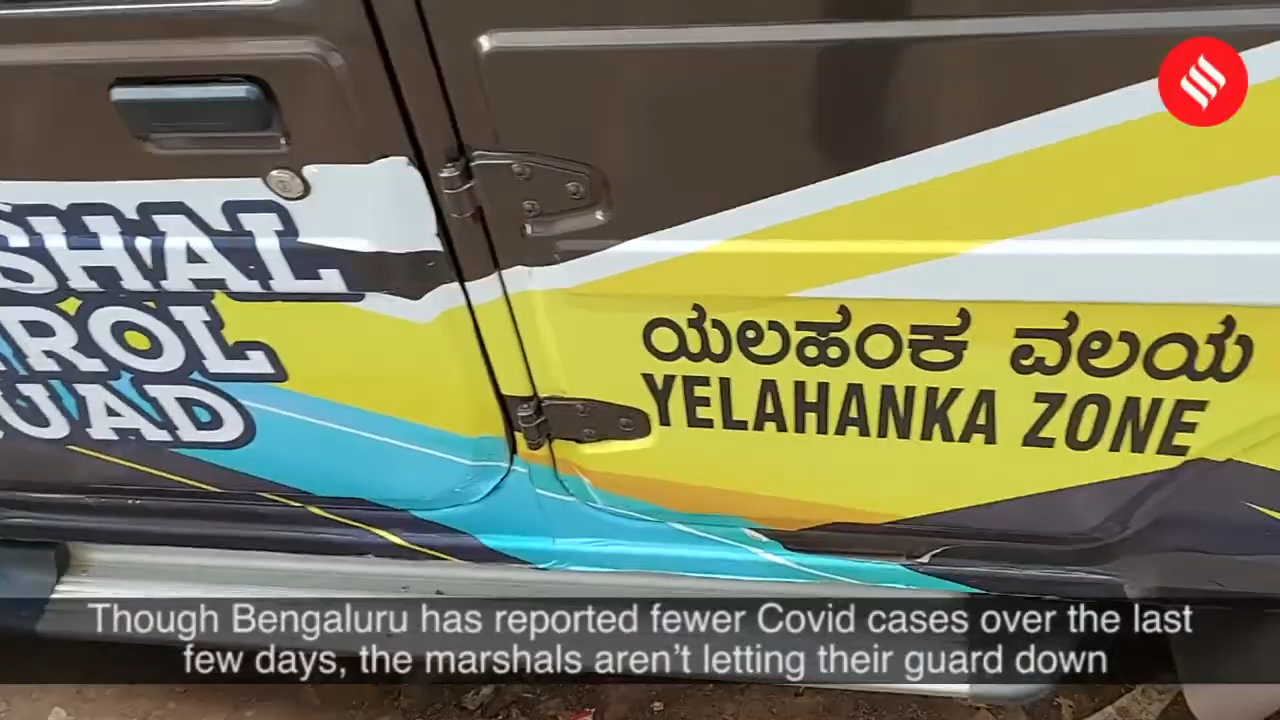 SHAL
ROL
UAD
ಯಲಹಂಕ ವಲಯ
YELAHANKA ZONE
Though Bengaluru has reported fewer Covid cases over the last
few days, the marshals aren't letting their guard down